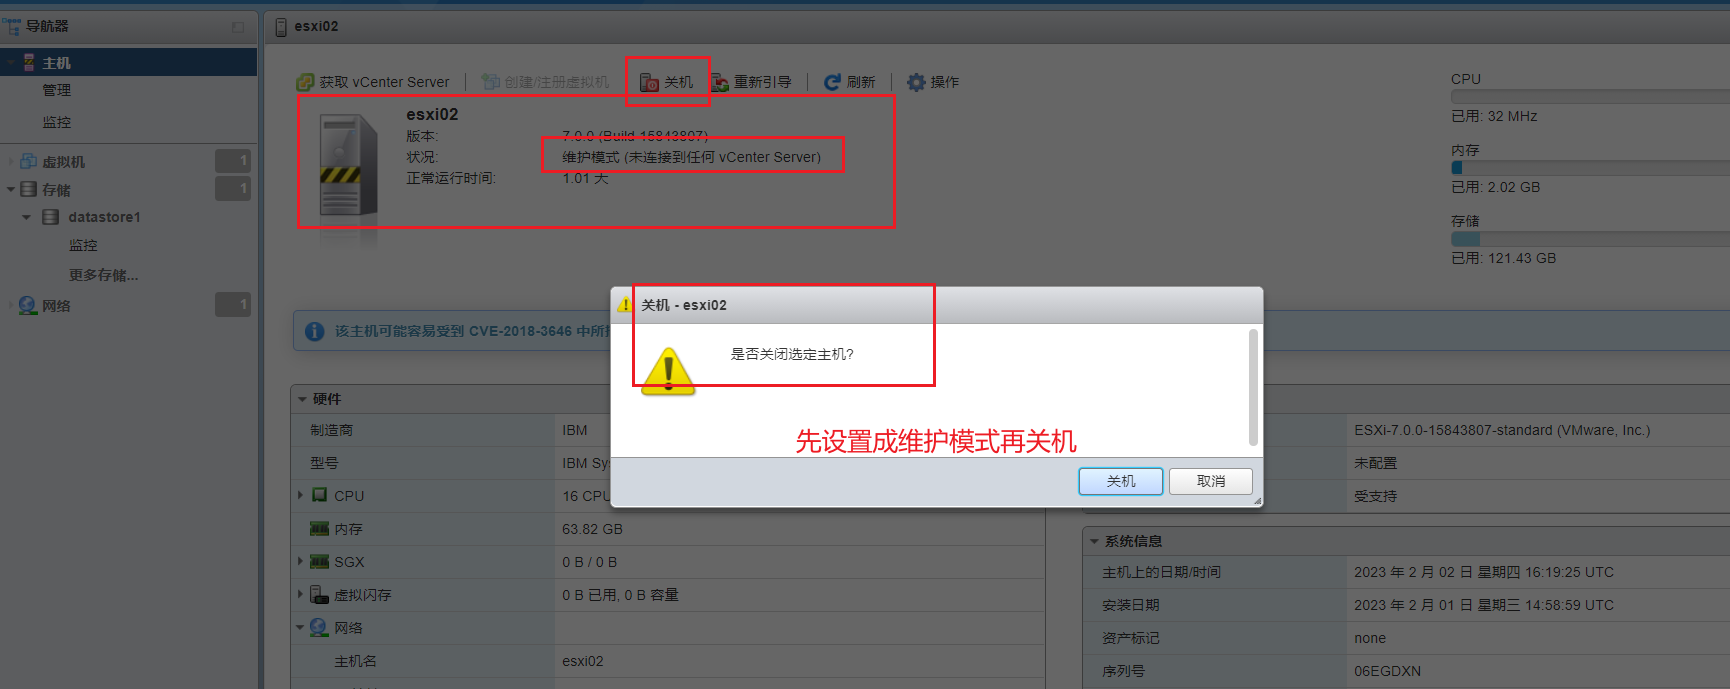 导航器
esxi02
主机
管理
监控
虚拟机 1
存储 1
datastore1
监控
更多存储...
网络 1
获取 vCenter Server
创建/注册虚拟机
关机
重新引导
刷新
操作
esxi02
版本: 7.0.0 (Build 15843807)
状况: 维护模式 (未连接到任何 vCenter Server)
正常运行时间: 1.01 天
CPU
已用: 32 MHz
内存
已用: 2.02 GB
存储
已用: 121.43 GB
该主机可能容易受到 CVE-2018-3646 中所
关机 - esxi02
是否关闭选定主机?
先设置成维护模式再关机
关机
取消
硬件
制造商 IBM
型号 IBM Sy
CPU 16 CPU
内存 63.82 GB
SGX 0 B / 0 B
虚拟闪存 0 B 已用, 0 B 容量
网络
主机名 esxi02
ESXi-7.0.0-15843807-standard (VMware, Inc.)
未配置
受支持
系统信息
主机上的日期/时间 2023 年 2 月 02 日 星期四 16:19:25 UTC
安装日期 2023 年 2 月 01 日 星期三 14:58:59 UTC
资产标记 none
序列号 06EGDXN